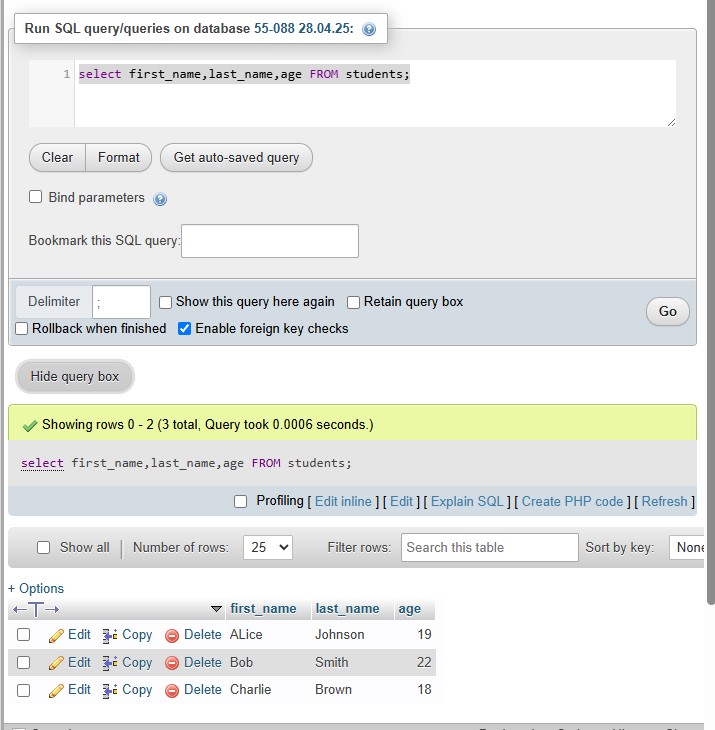 Run SQL query/queries on database 55-088 28.04.25:
1 select first_name,last_name,age FROM students;
Clear Format Get auto-saved query
Bind parameters
Bookmark this SQL query:
Delimiter ; Show this query here again Retain query box
Rollback when finished Enable foreign key checks
Go
Hide query box
Showing rows 0 - 2 (3 total, Query took 0.0006 seconds.)
select first_name,last_name,age FROM students;
Profiling [ Edit inline ] [ Edit ] [ Explain SQL ] [ Create PHP code ] [ Refresh ]
Show all Number of rows: 25 Filter rows: Search this table Sort by key: None
+ Options
first_name last_name age
Edit Copy Delete ALice Johnson 19
Edit Copy Delete Bob Smith 22
Edit Copy Delete Charlie Brown 18